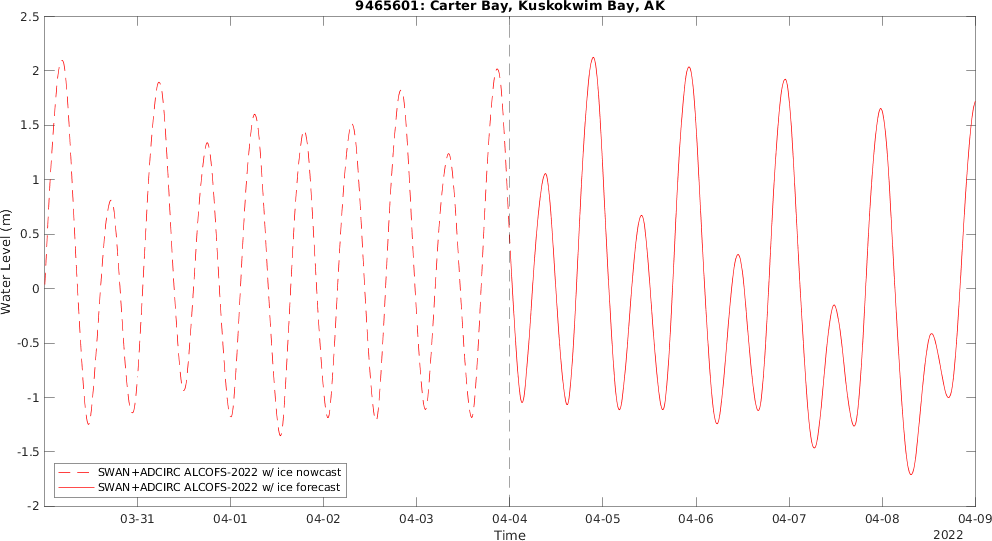 9465601: Carter Bay, Kuskokwim Bay, AK
2.5
2
1.5
1
0.5
0
-0.5
-1
-1.5
-2
Water Level (m)
SWAN+ADCIRC ALCOFS-2022 w/ ice nowcast
SWAN+ADCIRC ALCOFS-2022 w/ ice forecast
03-31 04-01 04-02 04-03 04-04 04-05 04-06 04-07 04-08 04-09
Time
2022